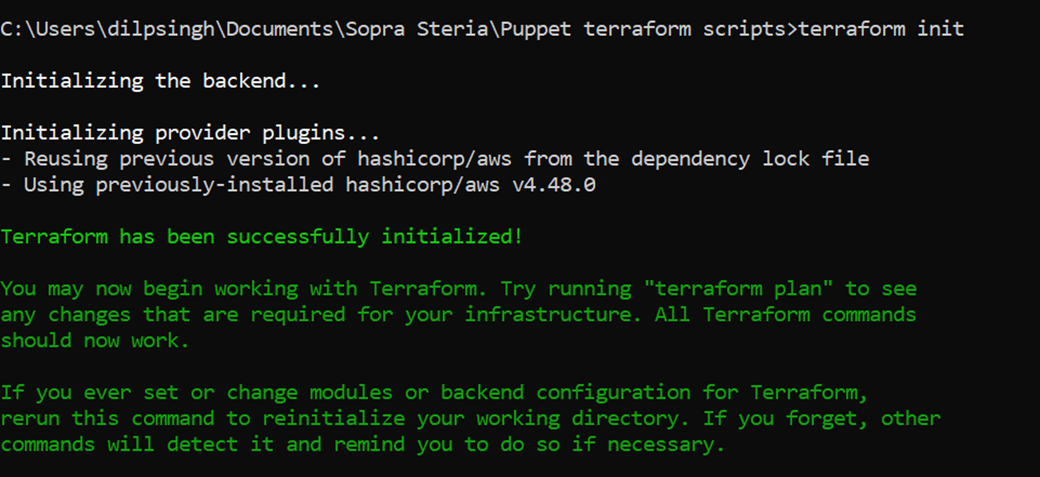 C:\Users\dilpsingh\Documents\Sopra Steria\Puppet terraform scripts>terraform init
Initializing the backend...
Initializing provider plugins...
- Reusing previous version of hashicorp/aws from the dependency lock file
- Using previously-installed hashicorp/aws v4.48.0
Terraform has been successfully initialized!
You may now begin working with Terraform. Try running "terraform plan" to see
any changes that are required for your infrastructure. All Terraform commands
should now work.
If you ever set or change modules or backend configuration for Terraform,
rerun this command to reinitialize your working directory. If you forget, other
commands will detect it and remind you to do so if necessary.